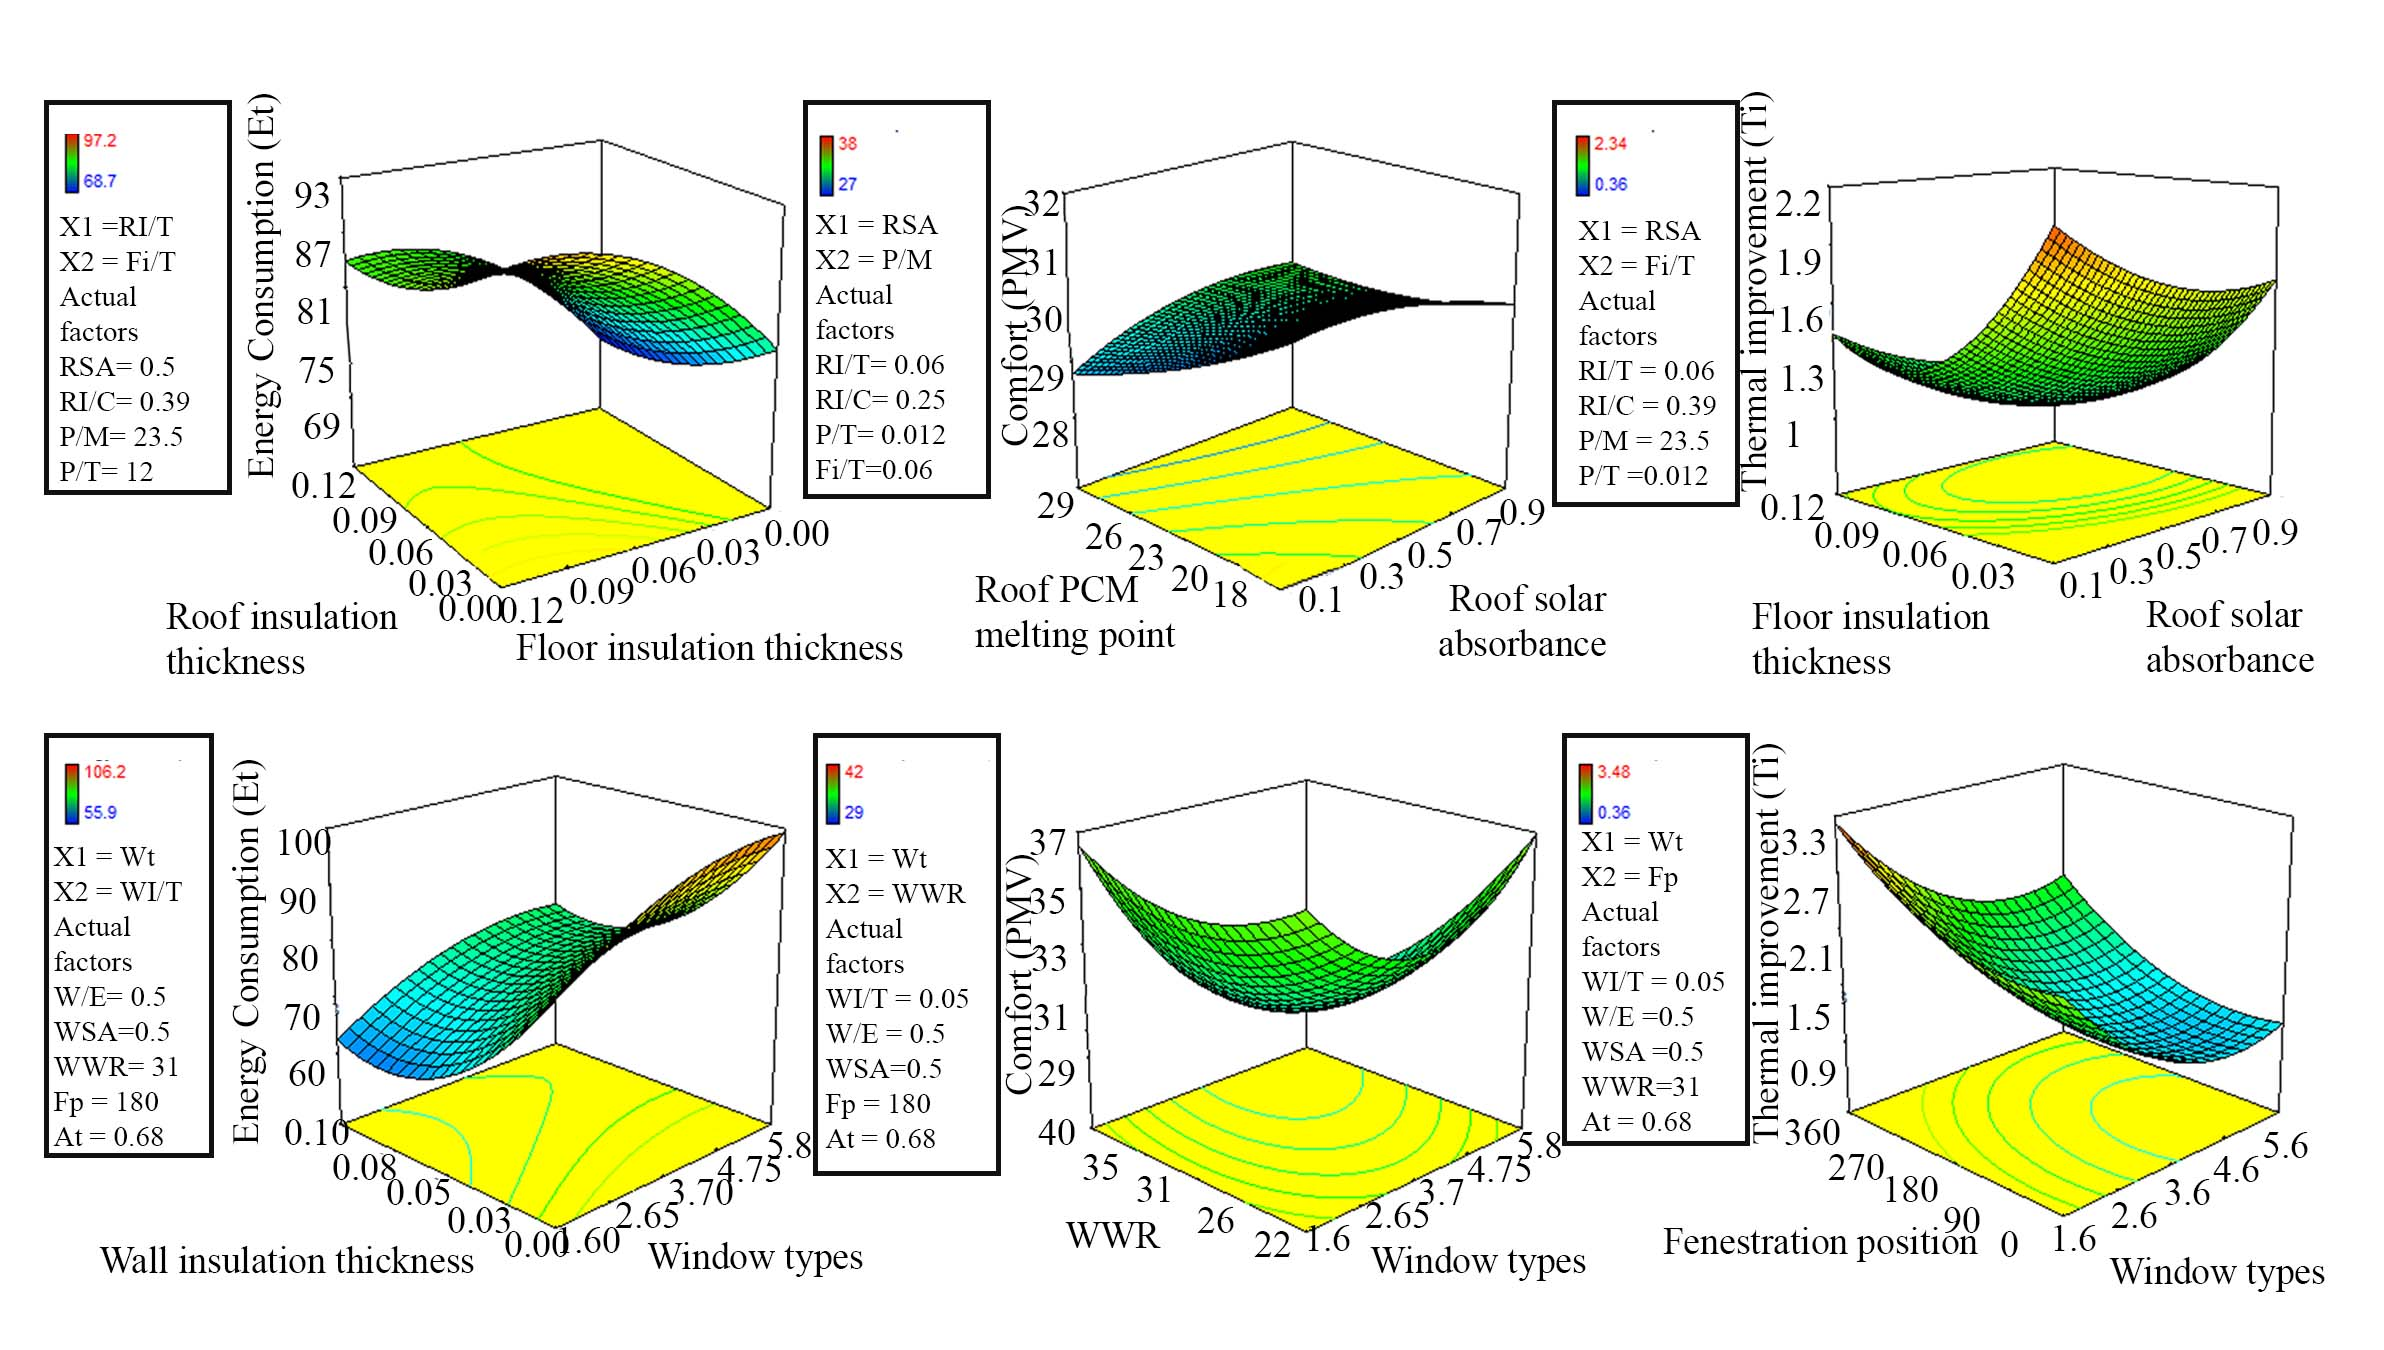 97.2
68.7
X1 =RI/T
X2 = Fi/T
Actual
factors
RSA= 0.5
RI/C= 0.39
P/M= 23.5
P/T= 12
Energy Consumption (Et)
93
87
81
75
69
0.12
0.09
0.06
0.03
0.00
0.12
0.09
0.06
0.03
0.00
Roof insulation
thickness
Floor insulation thickness
38
27
X1 = RSA
X2 = P/M
Actual
factors
RI/T= 0.06
RI/C= 0.25
P/T= 0.012
Fi/T=0.06
Comfort (PMV)
32
31
30
29
28
29
26
23
20
18
0.1
0.3
0.5
0.7
0.9
Roof PCM
melting point
Roof solar
absorbance
2.34
0.36
X1 = RSA
X2 = Fi/T
Actual
factors
RI/T = 0.06
RI/C = 0.39
P/M = 23.5
P/T =0.012
Thermal improvement (Ti)
2.2
1.9
1.6
1.3
1
0.12
0.09
0.06
0.03
0.1
0.3
0.5
0.7
0.9
Floor insulation
thickness
Roof solar
absorbance
106.2
55.9
X1 = Wt
X2 = WI/T
Actual
factors
W/E= 0.5
WSA=0.5
WWR= 31
Fp = 180
At = 0.68
Energy Consumption (Et)
100
90
80
70
60
0.10
0.08
0.05
0.03
0.00
1.60
2.65
3.70
4.75
5.8
Wall insulation thickness
Window types
42
29
X1 = Wt
X2 = WWR
Actual
factors
WI/T = 0.05
W/E = 0.5
WSA=0.5
Fp = 180
At = 0.68
Comfort (PMV)
37
35
33
31
29
40
35
31
26
22
1.6
2.65
3.7
4.75
5.8
WWR
Window types
3.48
0.36
X1 = Wt
X2 = Fp
Actual
factors
WI/T = 0.05
W/E =0.5
WSA =0.5
WWR=31
At = 0.68
Thermal improvement (Ti)
3.3
2.7
2.1
1.5
0.9
360
270
180
90
0
1.6
2.6
3.6
4.6
5.6
Fenestration position
Window types